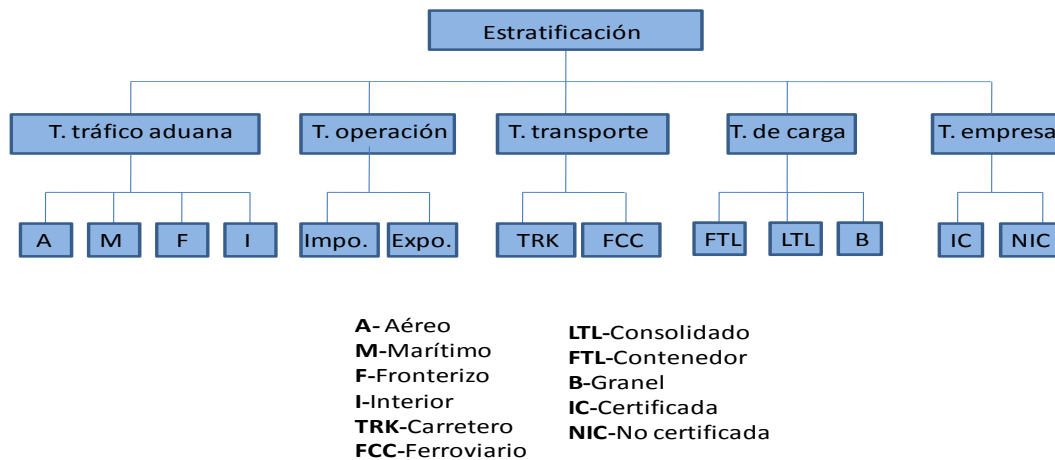 Estratificación
T. tráfico aduana T. operación T. transporte T. de carga T. empresa
A M F I Impo. Expo. TRK FCC FTL LTL B IC NIC
A- Aéreo
M-Marítimo
F-Fronterizo
I-Interior
TRK-Carretero
FCC-Ferroviario
LTL-Consolidado
FTL-Contenedor
B-Granel
IC-Certificada
NIC-No certificada